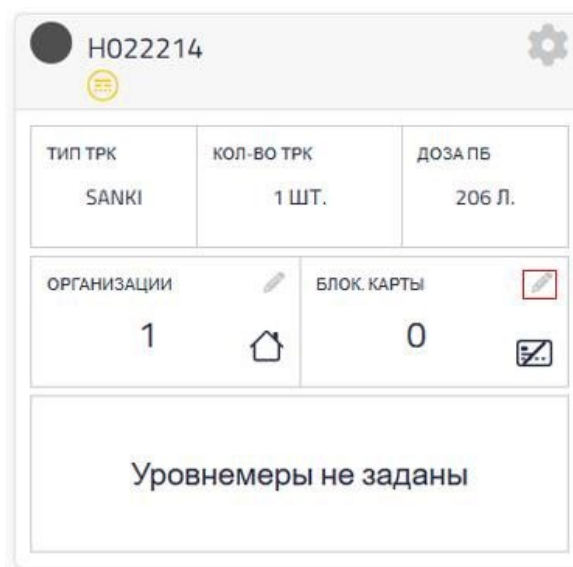 H022214
ТИП ТРК КОЛ-ВО ТРК ДОЗА ПБ
SANKI 1 ШТ. 206 Л.
ОРГАНИЗАЦИИ БЛОК. КАРТЫ
1 0
Уровнемеры не заданы